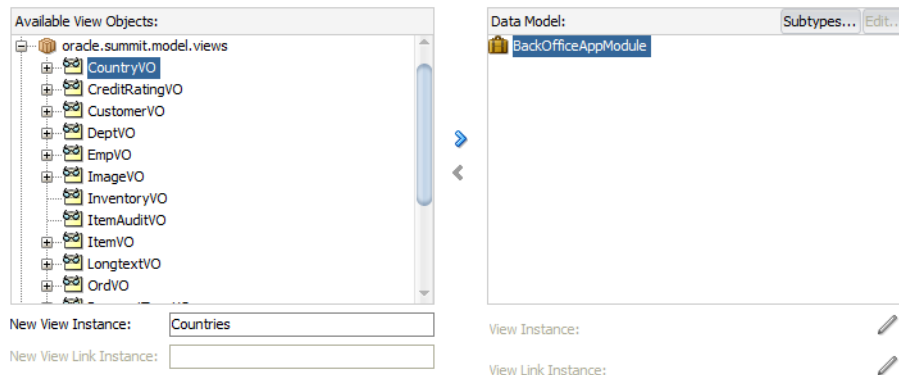 Available View Objects:
oracle.summit.model.views
CountryVO
CreditRatingVO
CustomerVO
DeptVO
EmpVO
ImageVO
InventoryVO
ItemAuditVO
ItemVO
LongtextVO
OrdVO
New View Instance: Countries
New View Link Instance:
Data Model: Subtypes... Edit...
BackOfficeAppModule
View Instance:
View Link Instance: